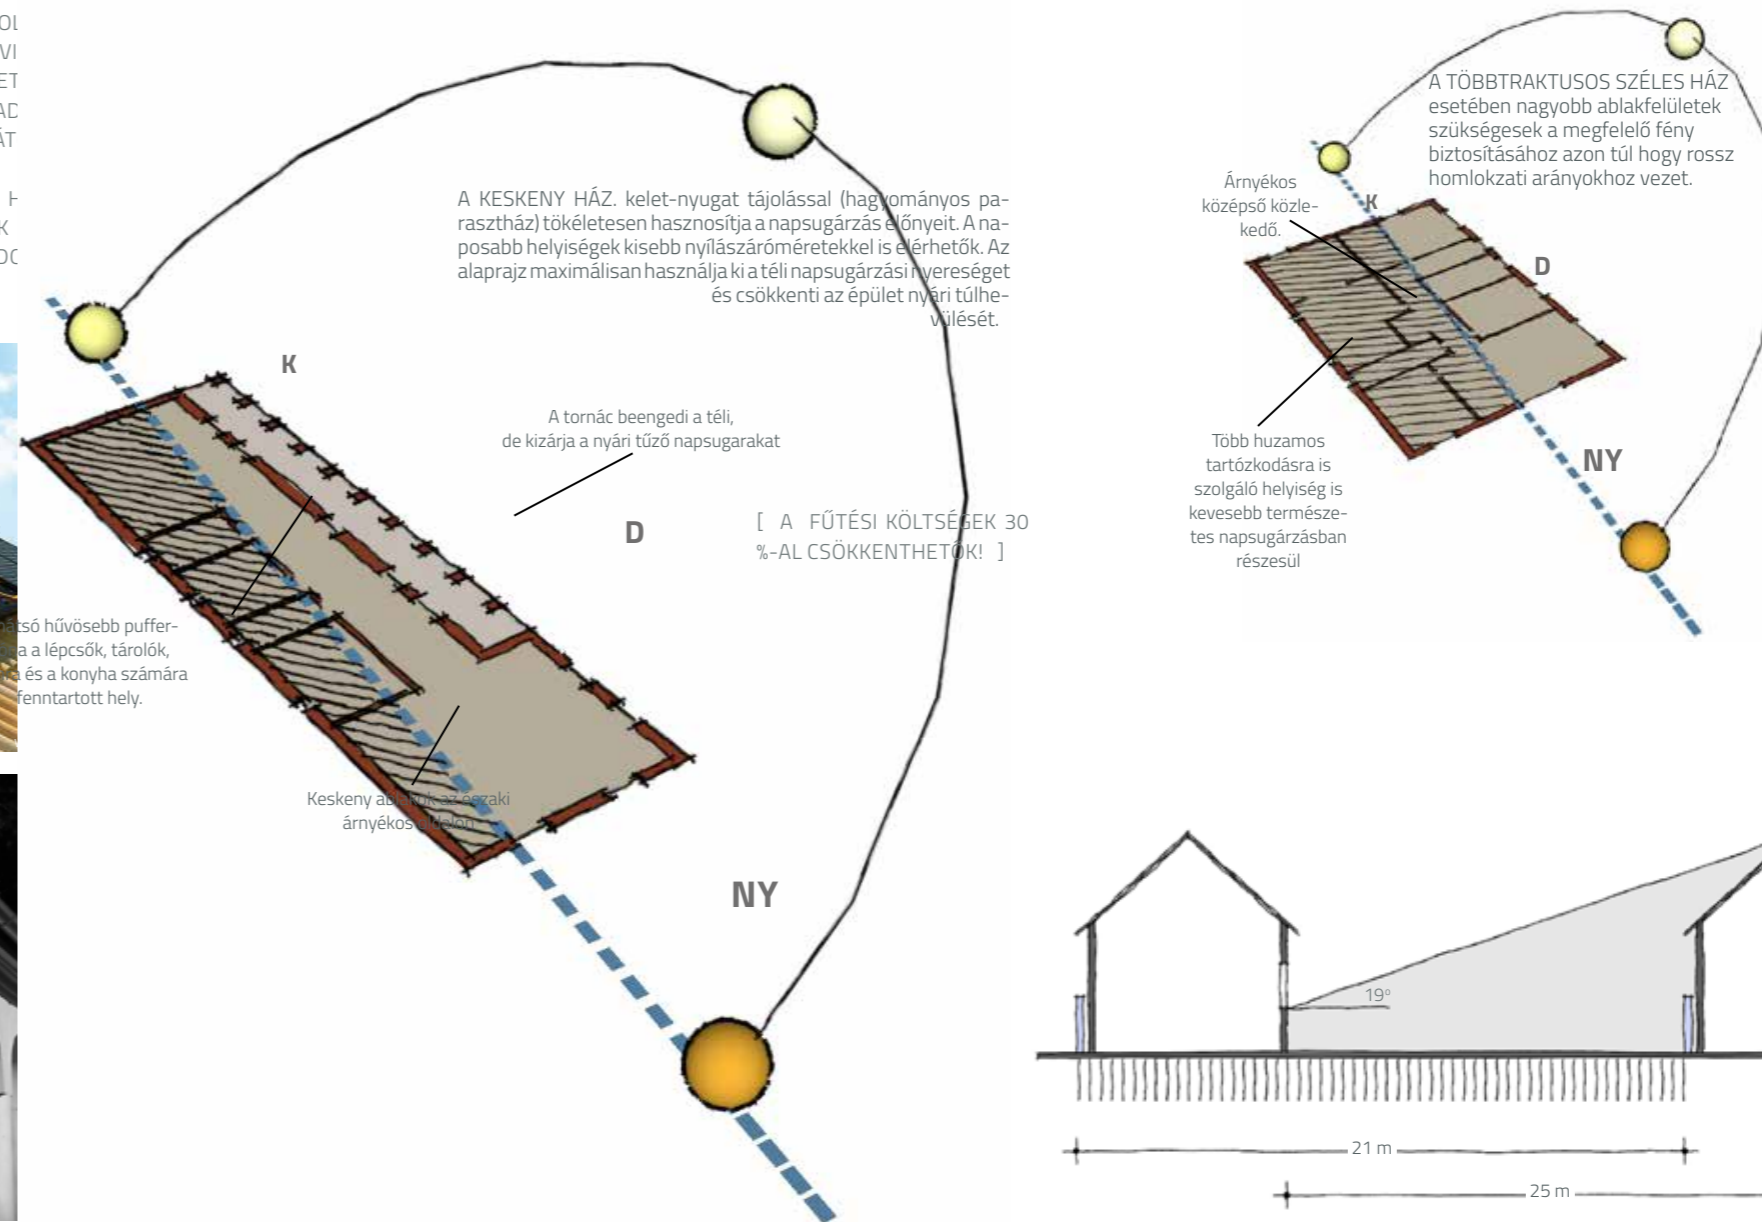 A KESKENY HÁZ. kelet-nyugat tájolással (hagyományos pa-
rasztház) tökéletesen hasznosítja a napsugárzás előnyeit. A na-
posabb helyiségek kisebb nyílászáróméretekkel is elérhetők. Az
alaprajz maximálisan használja ki a téli napsugárzási nyereséget
és csökkenti az épület nyári túlhe-
vülését.
K
A tornác beengedi a téli,
de kizárja a nyári tűző napsugarakat
D
[ A FŰTÉSI KÖLTSÉGEK 30
%-AL CSÖKKENTHETŐK! ]
hűvösebb puffer-
a lépcsők, tárolók,
és a konyha számára
fenntartott hely.
Keskeny ablakok az északi
árnyékos oldalon
NY
A TÖBBTRAKTUSOS SZÉLES HÁZ
esetében nagyobb ablakfelületek
szükségesek a megfelelő fény
biztosításához azon túl hogy rossz
homlokzati arányokhoz vezet.
Árnyékos
középső közle-
kedő.
K
D
Több huzamos
tartózkodásra is
szolgáló helyiség is
kevesebb természe-
tes napsugárzásban
részesül
NY
19°
21 m
25 m